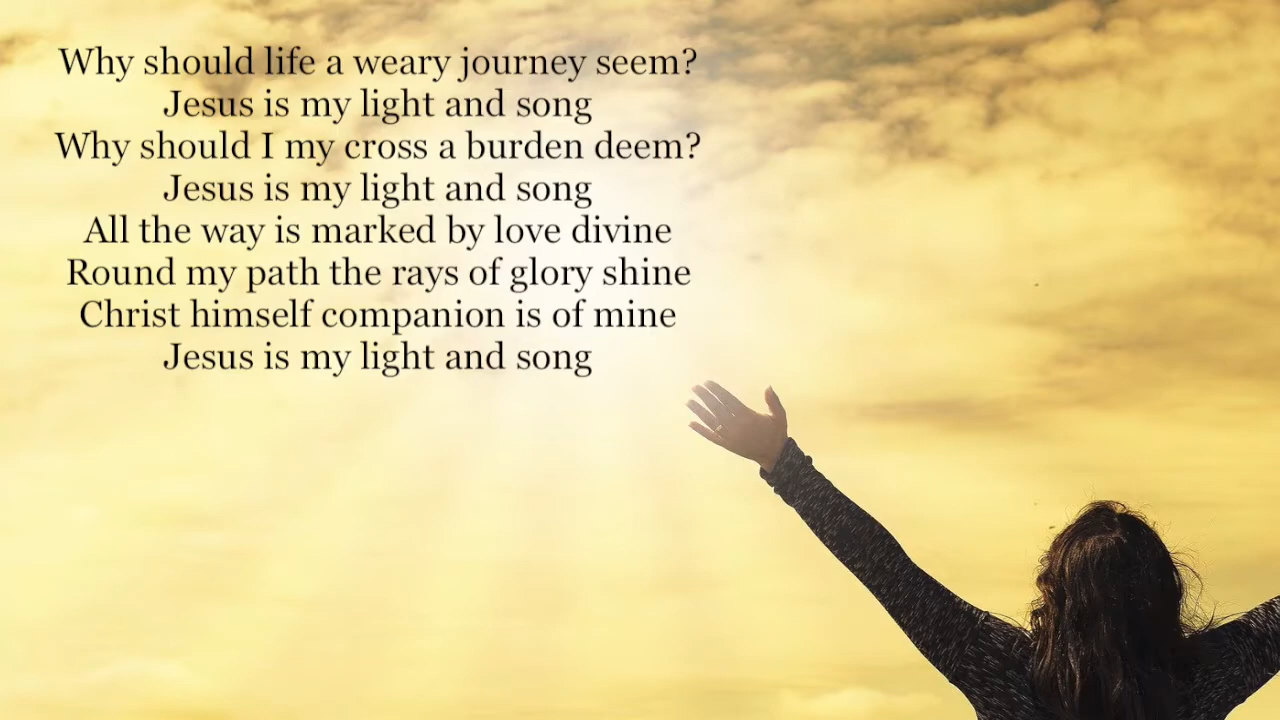 Why should life a weary journey seem?
Jesus is my light and song
Why should I my cross a burden deem?
Jesus is my light and song
All the way is marked by love divine
Round my path the rays of glory shine
Christ himself companion is of mine
Jesus is my light and song